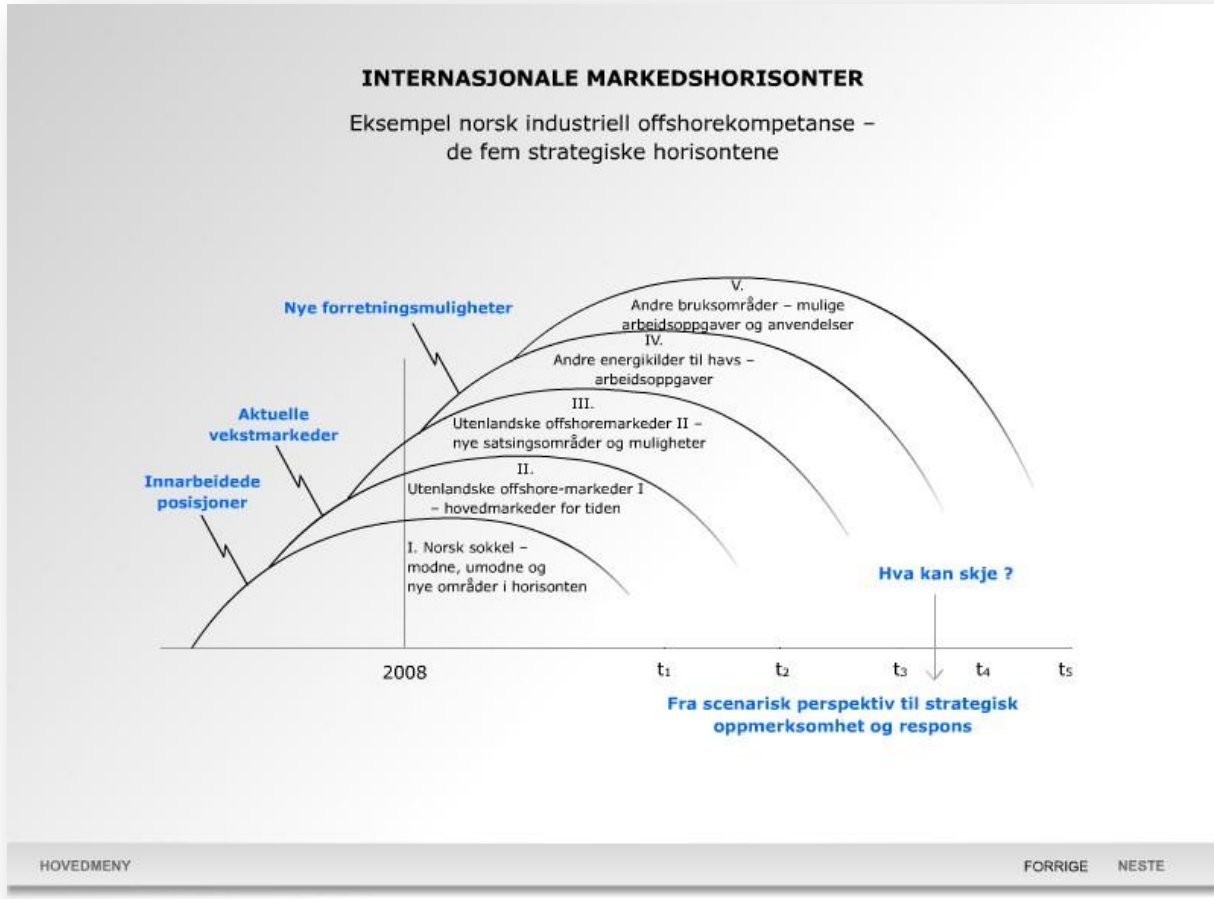 INTERNASJONALE MARKEDSHORISONTER
Eksempel norsk industriell offshorekompetanse –
de fem strategiske horisontene
Nye forretningsmuligheter
Aktuelle
vekstmarkeder
Innarbeidede
posisjoner
V.
Andre bruksområder – mulige
arbeidsoppgaver og anvendelser
IV.
Andre energikilder til havs –
arbeidsoppgaver
III.
Utenlandske offshoremarkeder II –
nye satsingsområder og muligheter
II.
Utenlandske offshore-markeder I
– hovedmarkeder for tiden
I. Norsk sokkel –
modne, umodne og
nye områder i horisonten
Hva kan skje ?
2008 t₁ t₂ t₃ t₄ t₅
Fra scenarisk perspektiv til strategisk
oppmerksomhet og respons
HOVEDMENY FORRIGE NESTE